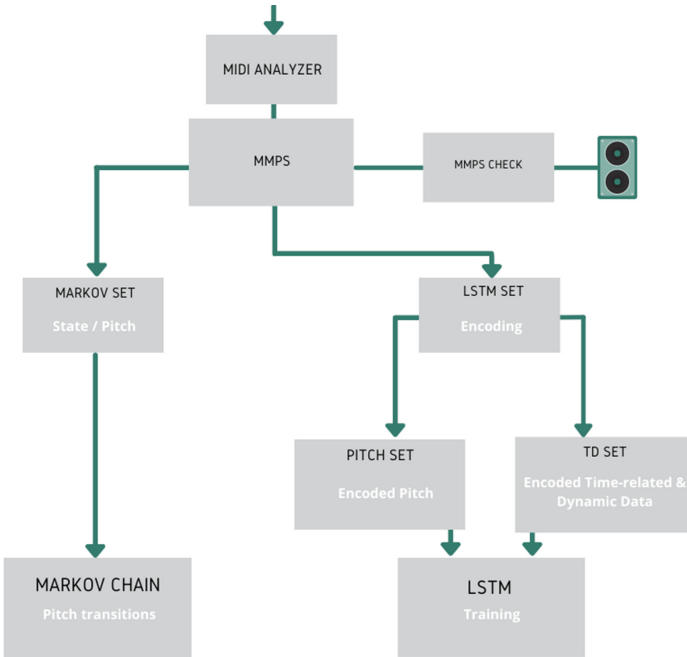 MIDI ANALYZER
MMPS
MMPS CHECK
MARKOV SET
State / Pitch
LSTM SET
Encoding
PITCH SET
Encoded Pitch
TD SET
Encoded Time-related &
Dynamic Data
MARKOV CHAIN
Pitch transitions
LSTM
Training